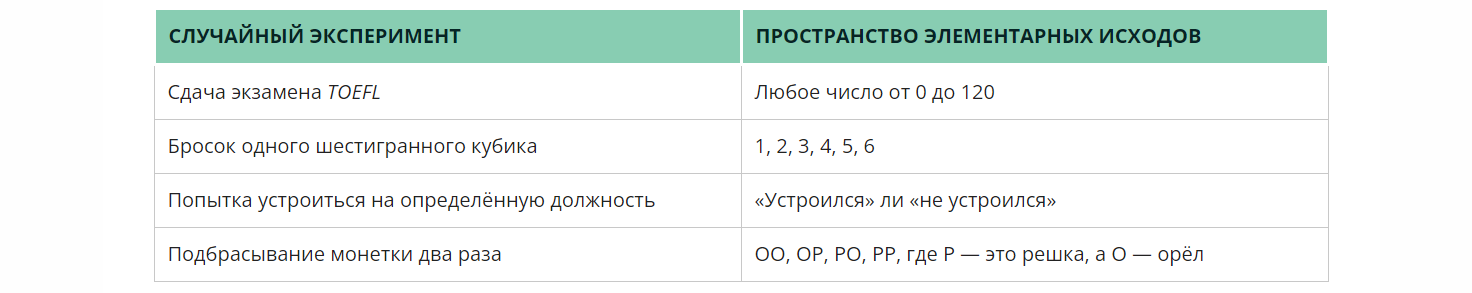 СЛУЧАЙНЫЙ ЭКСПЕРИМЕНТ ПРОСТРАНСТВО ЭЛЕМЕНТАРНЫХ ИСХОДОВ
Сдача экзамена TOEFL Любое число от 0 до 120
Бросок одного шестигранного кубика 1, 2, 3, 4, 5, 6
Попытка устроиться на определённую должность «Устроился» ли «не устроился»
Подбрасывание монетки два раза ОО, ОР, РО, РР, где Р — это решка, а О — орёл